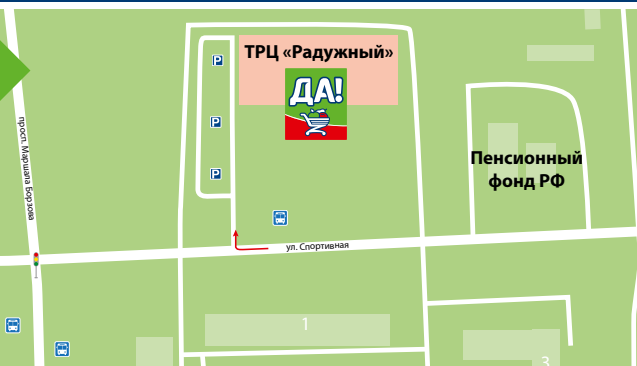 ТРЦ «Радужный»
P
ДА!
P
просп. Маршала Борзова
Пенсионный
фонд РФ
P
ул. Спортивная
1
3